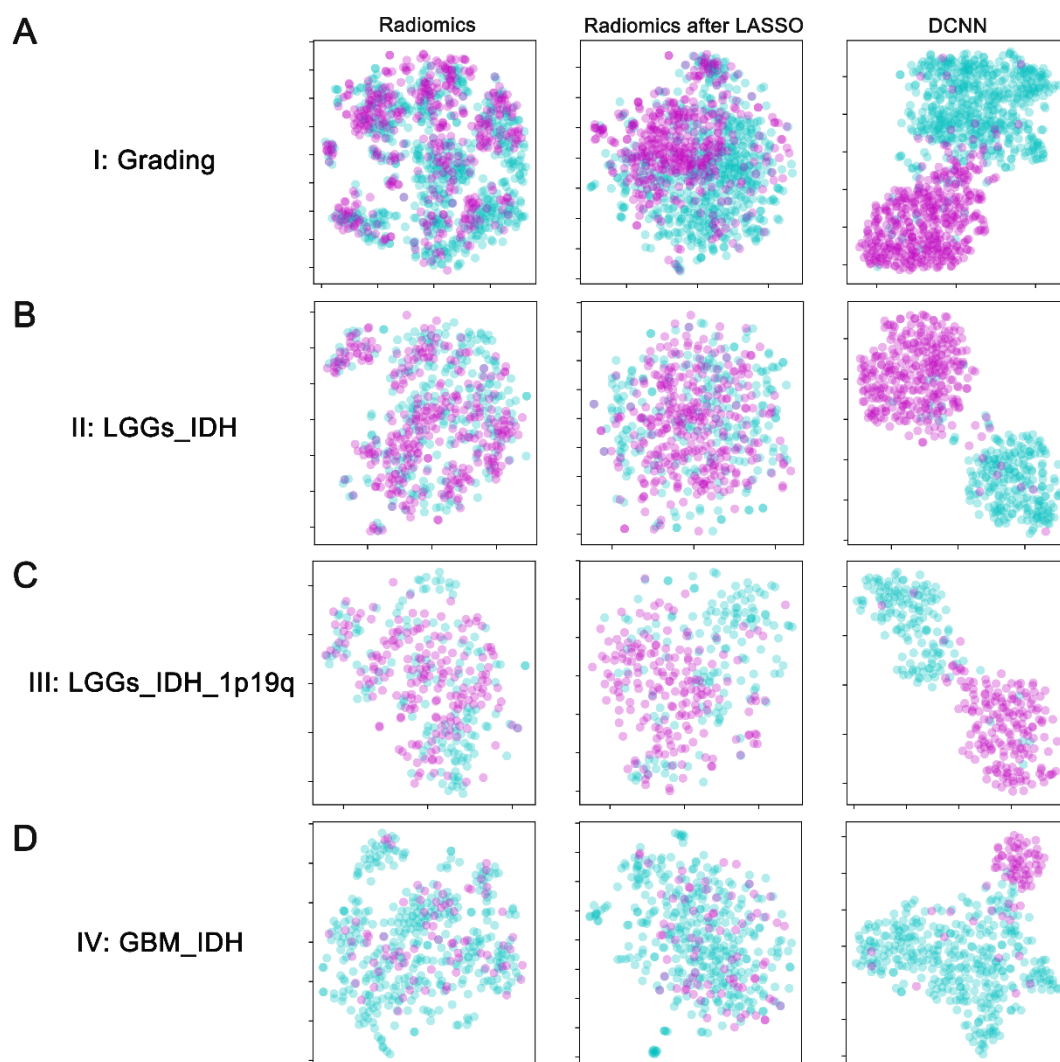 A
Radiomics
Radiomics after LASSO
DCNN
I: Grading
B
II: LGGs_IDH
C
III: LGGs_IDH_1p19q
D
IV: GBM_IDH